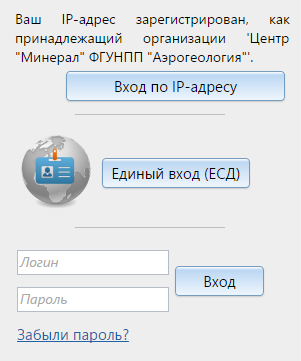 Ваш IP-адрес зарегистрирован, как
принадлежащий организации 'Центр
"Минерал" ФГУНПП "Аэрогеология"'.
Вход по IP-адресу
Единый вход (ЕСД)
Логин
Вход
Пароль
Забыли пароль?